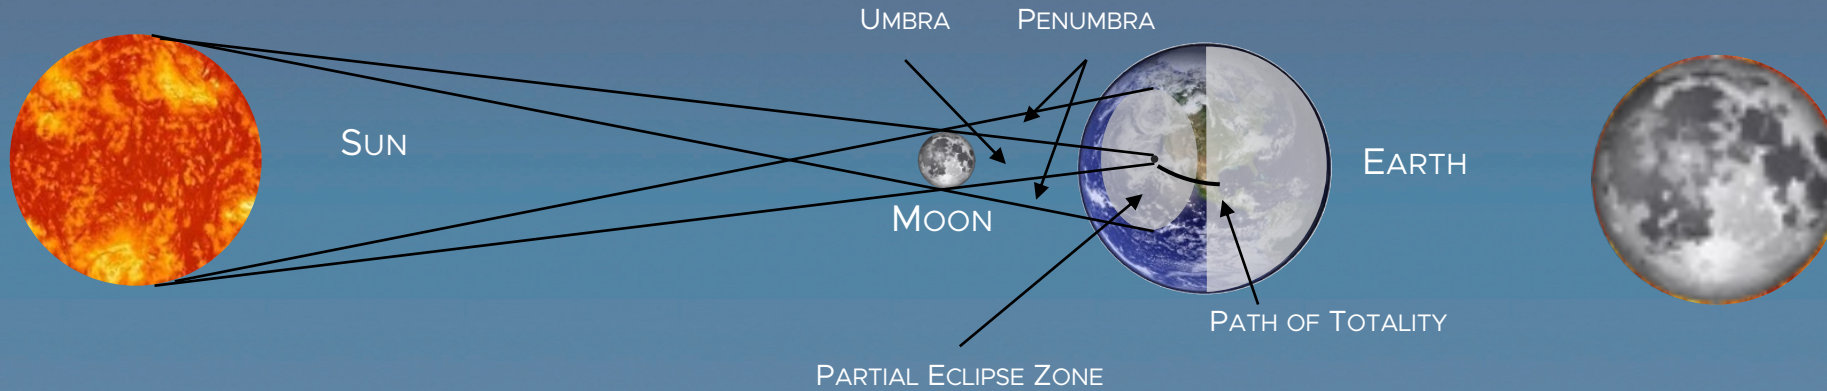 UMBRA
PENUMBRA
SUN
EARTH
MOON
PATH OF TOTALITY
PARTIAL ECLIPSE ZONE